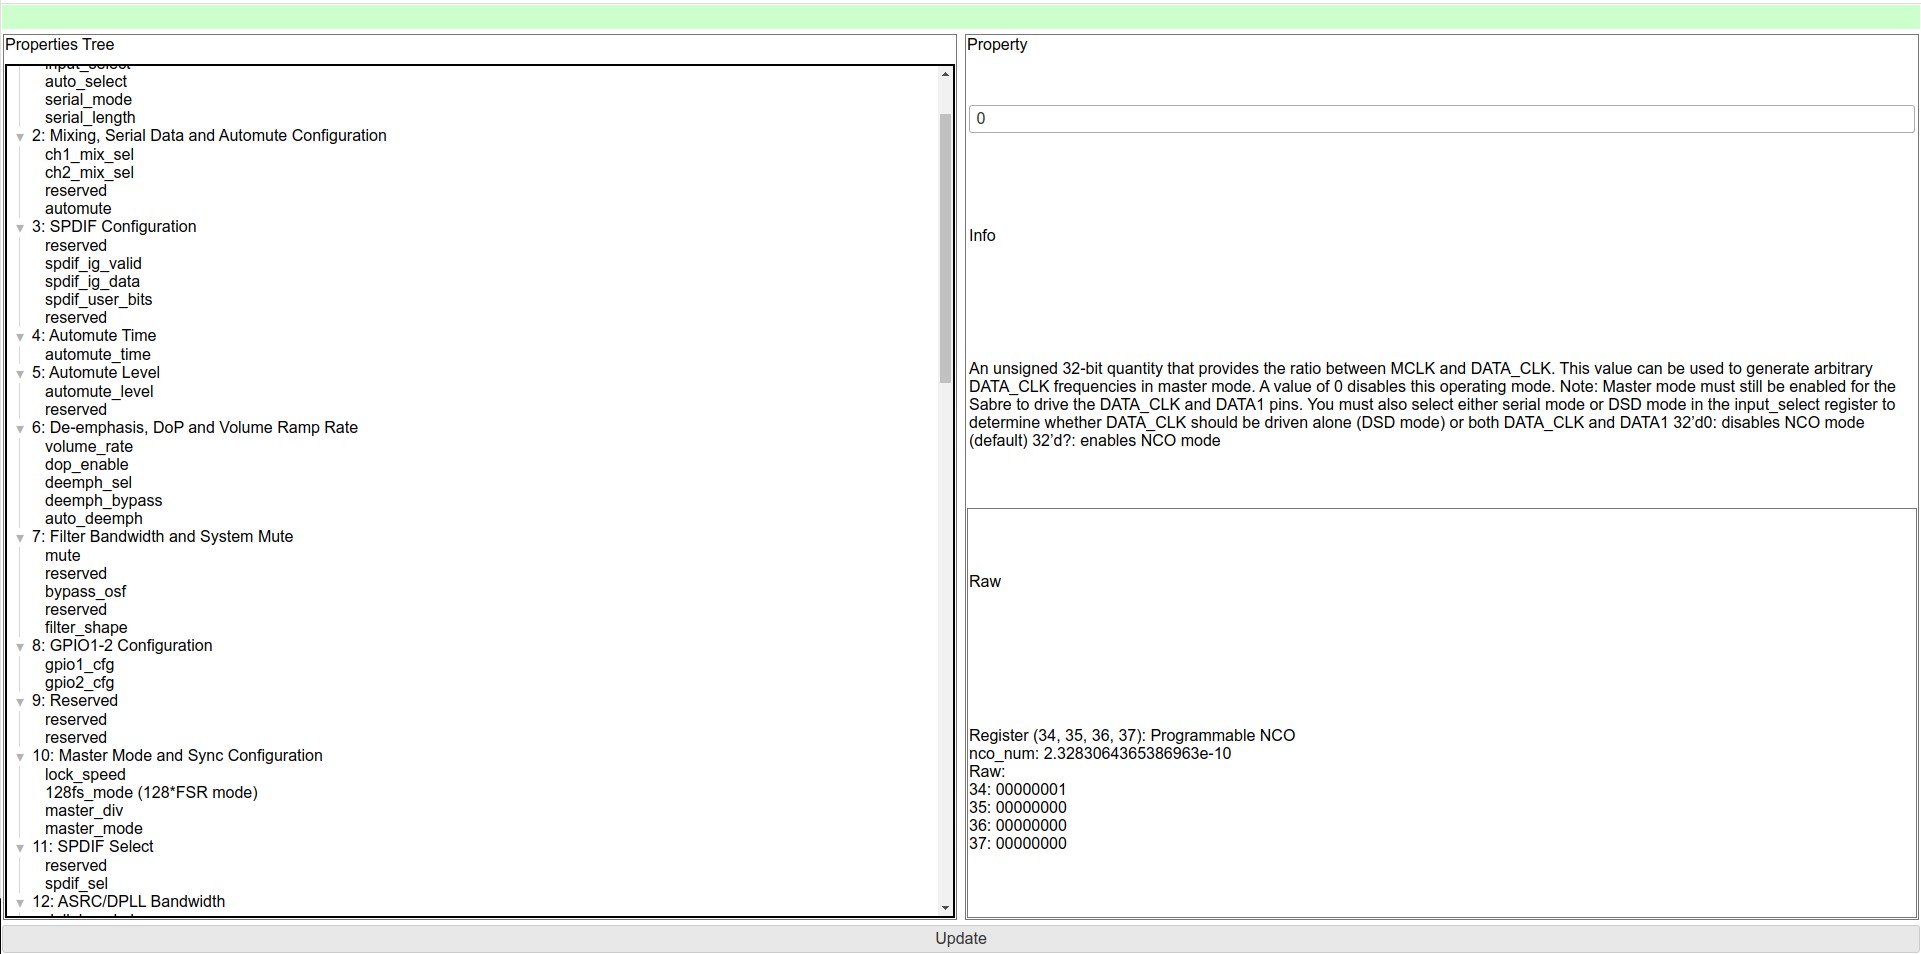 Properties Tree
input_select
auto_select
serial_mode
serial_length
2: Mixing, Serial Data and Automute Configuration
ch1_mix_sel
ch2_mix_sel
reserved
automute
3: SPDIF Configuration
reserved
spdif_ig_valid
spdif_ig_data
spdif_user_bits
reserved
4: Automute Time
automute_time
5: Automute Level
automute_level
reserved
6: De-emphasis, DoP and Volume Ramp Rate
volume_rate
dop_enable
deemph_sel
deemph_bypass
auto_deemph
7: Filter Bandwidth and System Mute
mute
reserved
bypass_osf
reserved
filter_shape
8: GPIO1-2 Configuration
gpio1_cfg
gpio2_cfg
9: Reserved
reserved
reserved
10: Master Mode and Sync Configuration
lock_speed
128fs_mode (128*FSR mode)
master_div
master_mode
11: SPDIF Select
reserved
spdif_sel
12: ASRC/DPLL Bandwidth
Property
0
Info
An unsigned 32-bit quantity that provides the ratio between MCLK and DATA_CLK. This value can be used to generate arbitrary
DATA_CLK frequencies in master mode. A value of 0 disables this operating mode. Note: Master mode must still be enabled for the
Sabre to drive the DATA_CLK and DATA1 pins. You must also select either serial mode or DSD mode in the input_select register to
determine whether DATA_CLK should be driven alone (DSD mode) or both DATA_CLK and DATA1 32’d0: disables NCO mode
(default) 32’d?: enables NCO mode
Raw
Register (34, 35, 36, 37): Programmable NCO
nco_num: 2.3283064365386963e-10
Raw:
34: 00000001
35: 00000000
36: 00000000
37: 00000000
Update